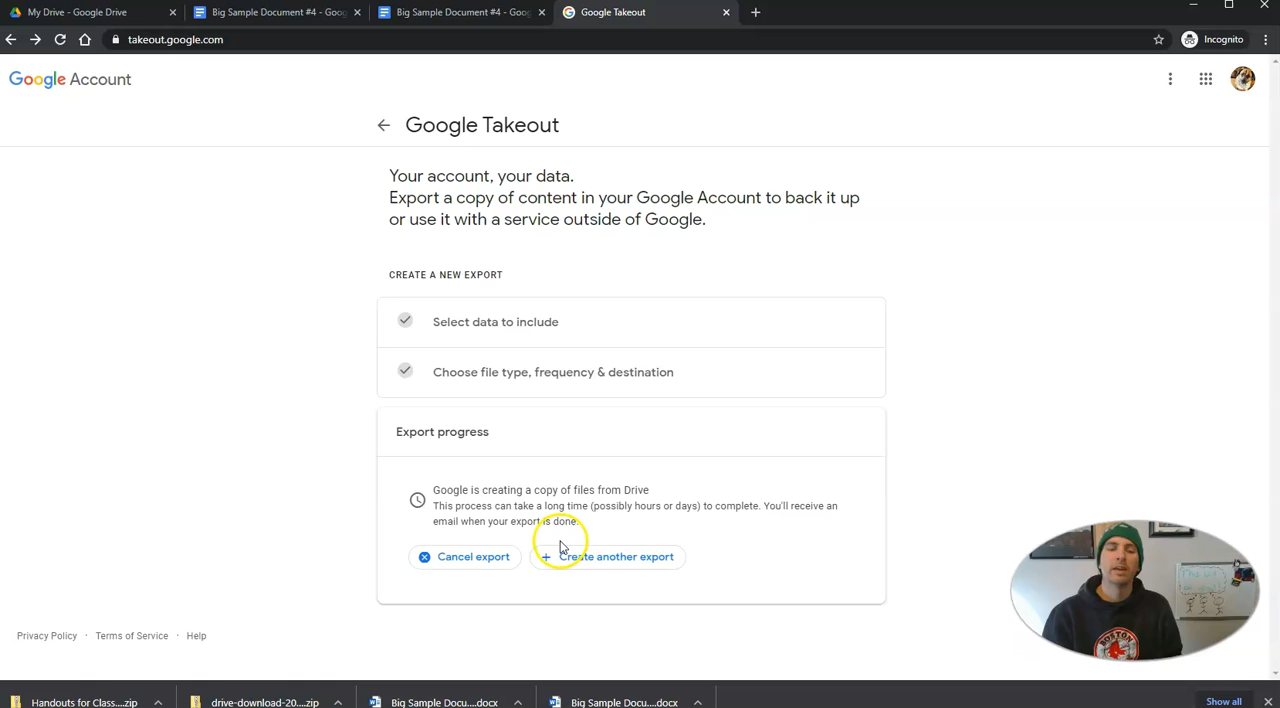 My Drive - Google Drive
Big Sample Document #4 - Goog
Big Sample Document #4 - Goog
Google Takeout
takeout.google.com
Incognito
Google Account
Google Takeout
Your account, your data.
Export a copy of content in your Google Account to back it up
or use it with a service outside of Google.
CREATE A NEW EXPORT
Select data to include
Choose file type, frequency & destination
Export progress
Google is creating a copy of files from Drive
This process can take a long time (possibly hours or days) to complete. You'll receive an
email when your export is done.
Cancel export
Create another export
BOSTON
Privacy Policy · Terms of Service · Help
Handouts for Class....zip
drive-download-20....zip
Big Sample Docu....docx
Big Sample Docu....docx
Show all